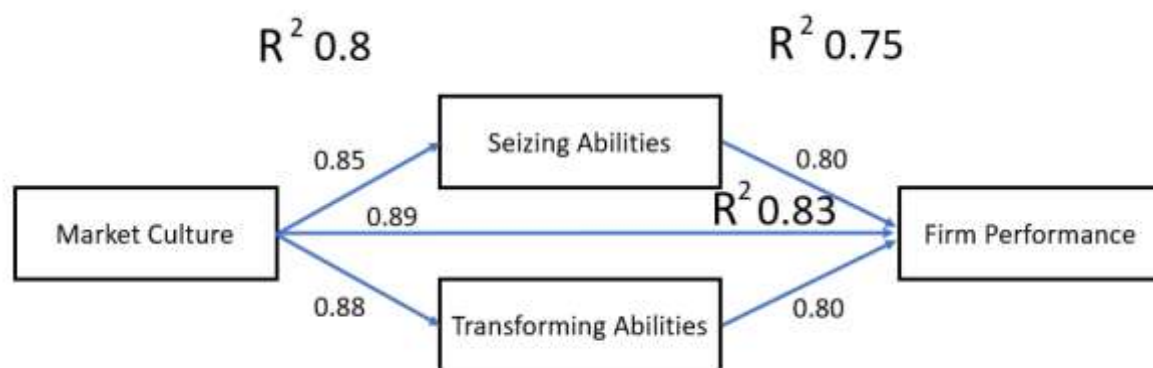 R² 0.8
R² 0.75
Seizing Abilities
0.85
0.80
Market Culture
0.89
R² 0.83
Firm Performance
0.88
Transforming Abilities
0.80